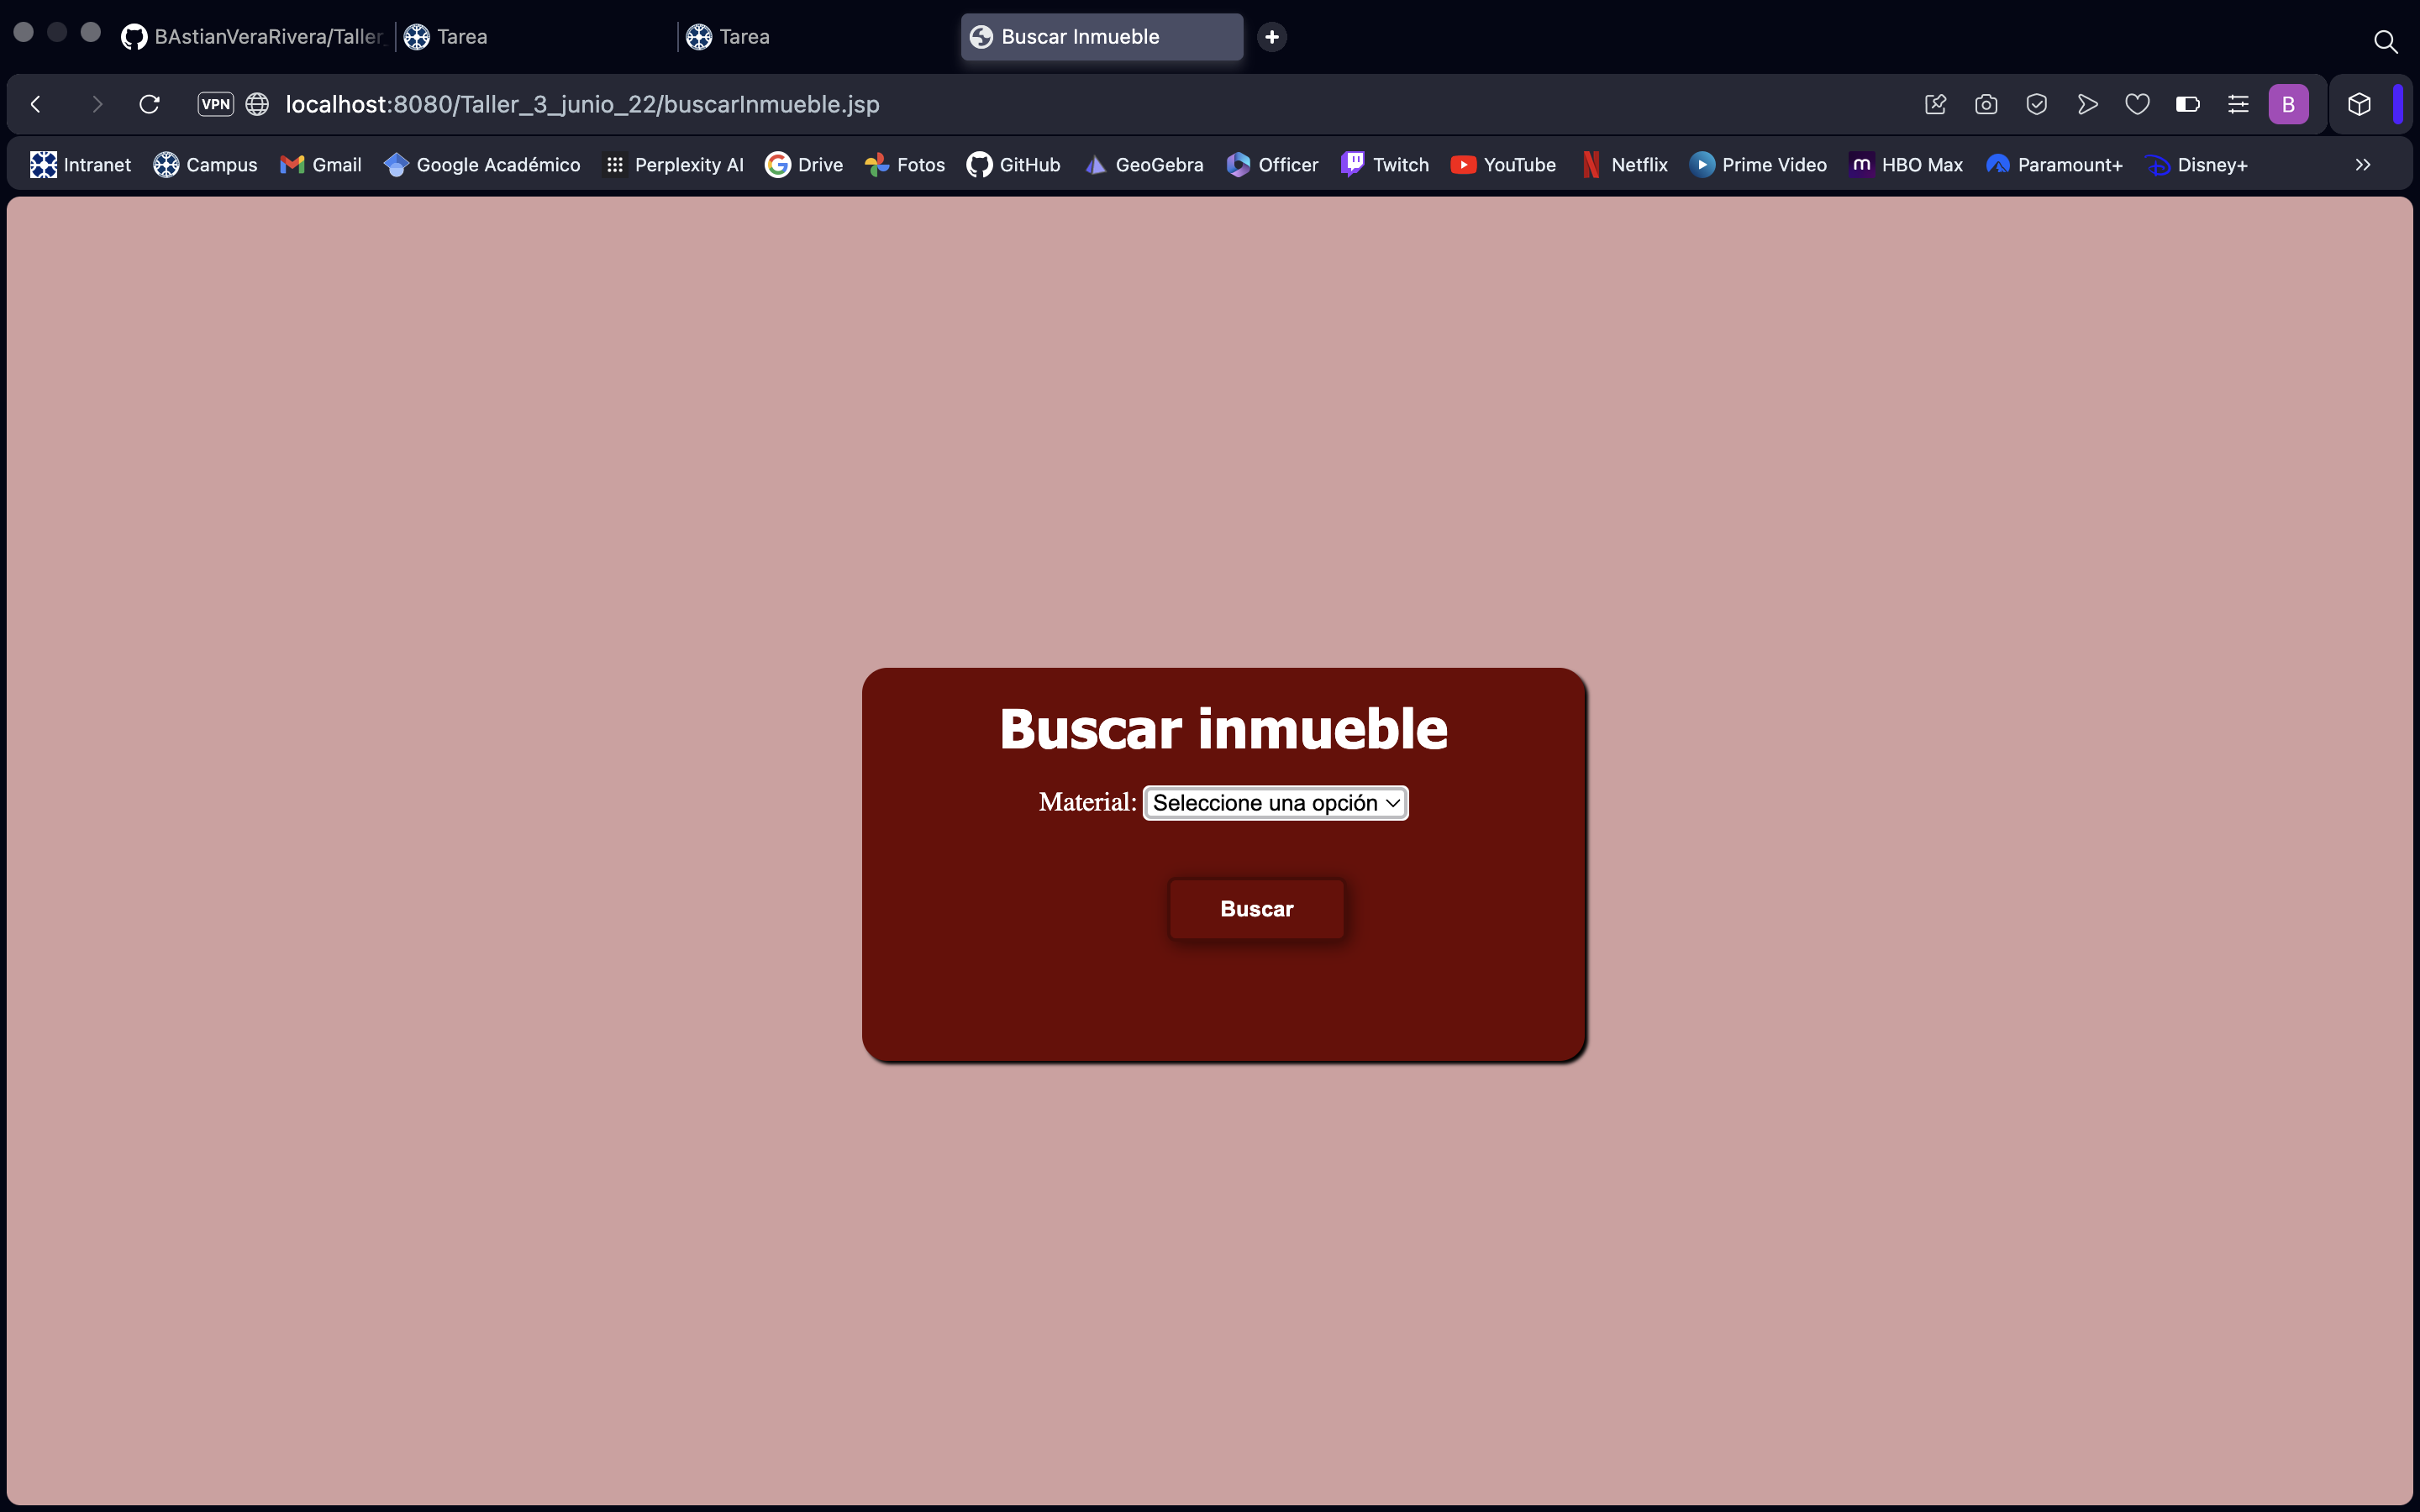 BAstianVeraRivera/Taller_ Tarea Tarea Buscar Inmueble
VPN localhost:8080/Taller_3_junio_22/buscarInmueble.jsp B
Intranet Campus Gmail Google Académico Perplexity AI Drive Fotos GitHub GeoGebra Officer Twitch YouTube Netflix Prime Video HBO Max Paramount+ Disney+
Buscar inmueble
Material: Seleccione una opción
Buscar